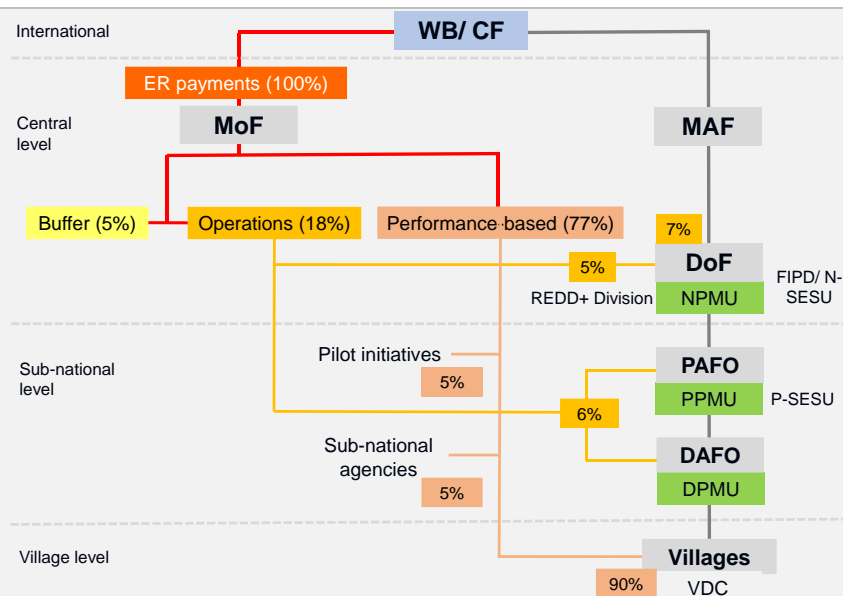 International
WB/ CF
ER payments (100%)
Central
level
MoF
MAF
Buffer (5%)
Operations (18%)
Performance-based (77%)
7%
5%
DoF
REDD+ Division
NPMU
FIPD/ N-
SESU
Sub-national
level
Pilot initiatives
5%
PAFO
PPMU
P-SESU
6%
Sub-national
agencies
5%
DAFO
DPMU
Village level
Villages
90%
VDC